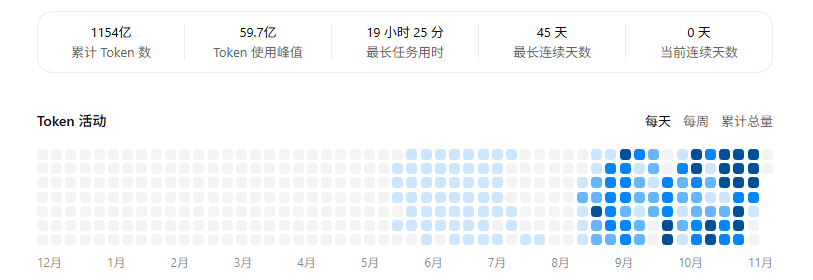 1154亿 59.7亿 19 小时 25 分 45 天 0 天
累计 Token 数 Token 使用峰值 最长任务用时 最长连续天数 当前连续天数
Token 活动 每天 每周 累计总量
12月 1月 2月 3月 4月 5月 6月 7月 8月 9月 10月 11月